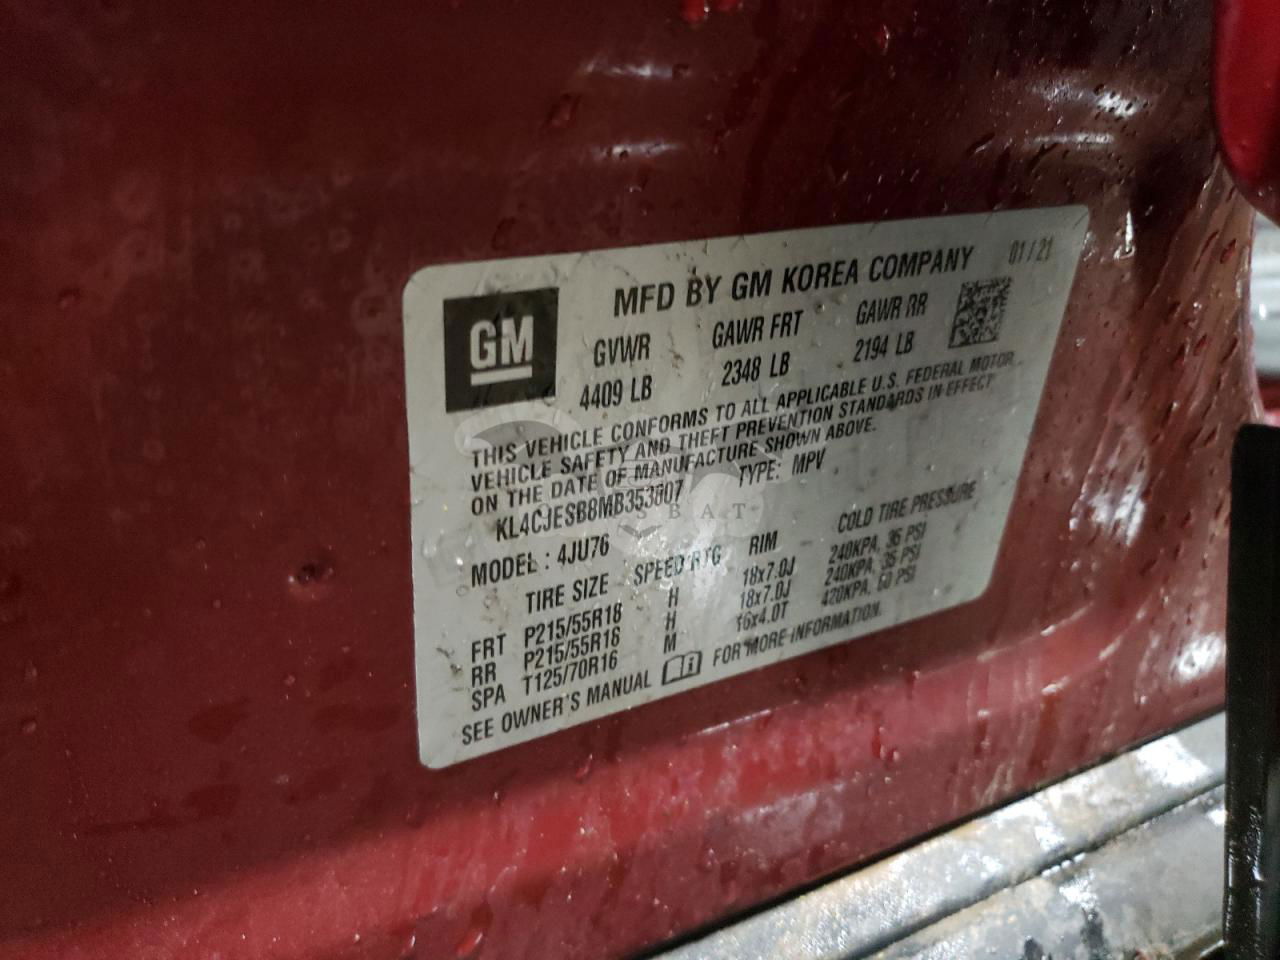 MFD BY GM KOREA COMPANY 01/21
GM
GVWR GAWR FRT GAWR RR
4409 LB 2348 LB 2194 LB
THIS VEHICLE CONFORMS TO ALL APPLICABLE U.S. FEDERAL MOTOR
VEHICLE SAFETY AND THEFT PREVENTION STANDARDS IN EFFECT
ON THE DATE OF MANUFACTURE SHOWN ABOVE.
KL4CJESB8MB353607 TYPE: MPV
SBAT
MODEL: 4JU76
TIRE SIZE SPEED RTG RIM COLD TIRE PRESSURE
FRT P215/55R18 H 18x7.0J 240KPA, 35 PSI
RR P215/55R18 H 18x7.0J 240KPA, 35 PSI
SPA T125/70R16 M 16x4.0T 420KPA, 60 PSI
SEE OWNER'S MANUAL FOR MORE INFORMATION.